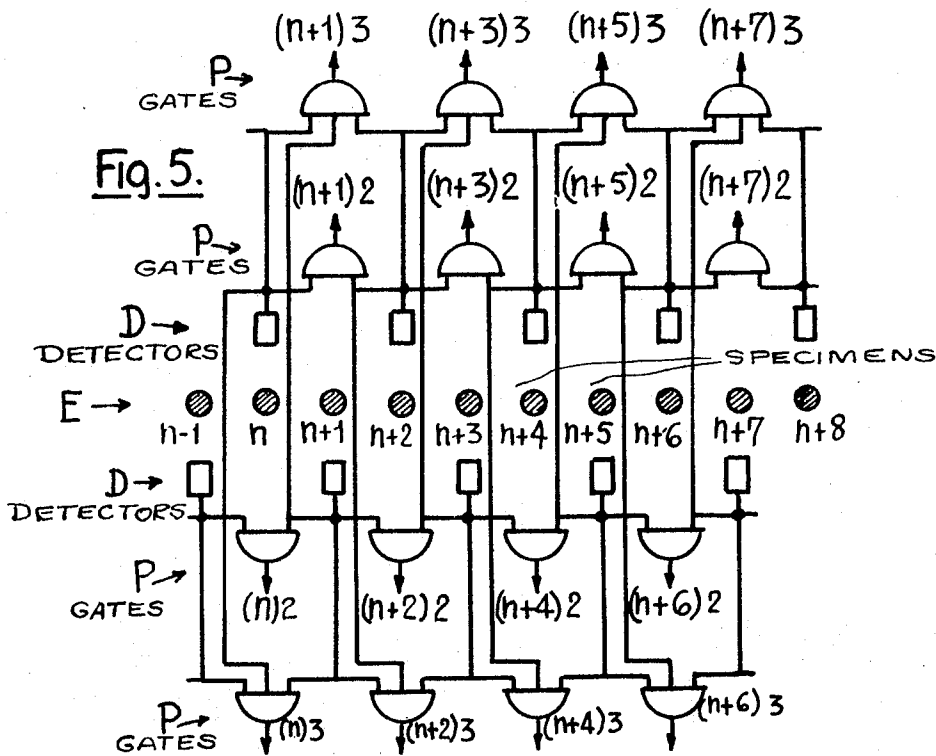 (n+1)3 (n+3)3 (n+5)3 (n+7)3
P
GATES
Fig. 5.
(n+1)2 (n+3)2 (n+5)2 (n+7)2
P
GATES
D
DETECTORS
SPECIMENS
E
n-1 n n+1 n+2 n+3 n+4 n+5 n+6 n+7 n+8
D
DETECTORS
P
GATES
(n)2 (n+2)2 (n+4)2 (n+6)2
P
GATES
(n)3 (n+2)3 (n+4)3 (n+6)3